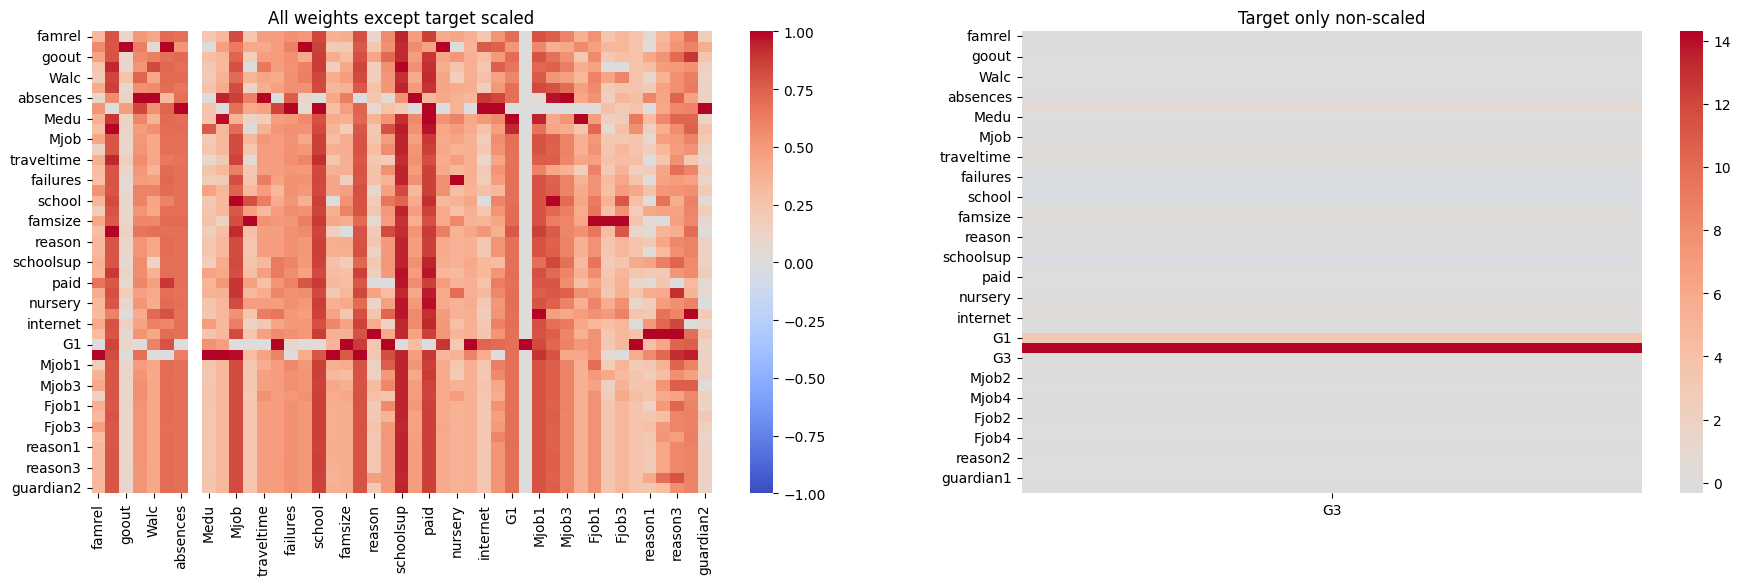 All weights except target scaled
famrel
goout
Walc
absences
Medu
Mjob
traveltime
failures
school
famsize
reason
schoolsup
paid
nursery
internet
G1
Mjob1
Mjob3
Fjob1
Fjob3
reason1
reason3
guardian2
famrel
goout
Walc
absences
Medu
Mjob
traveltime
failures
school
famsize
reason
schoolsup
paid
nursery
internet
G1
Mjob1
Mjob3
Fjob1
Fjob3
reason1
reason3
guardian2
1.00
0.75
0.50
0.25
0.00
−0.25
−0.50
−0.75
−1.00
Target only non-scaled
famrel
goout
Walc
absences
Medu
Mjob
traveltime
failures
school
famsize
reason
schoolsup
paid
nursery
internet
G1
G3
Mjob2
Mjob4
Fjob2
Fjob4
reason2
guardian1
G3
14
12
10
8
6
4
2
0